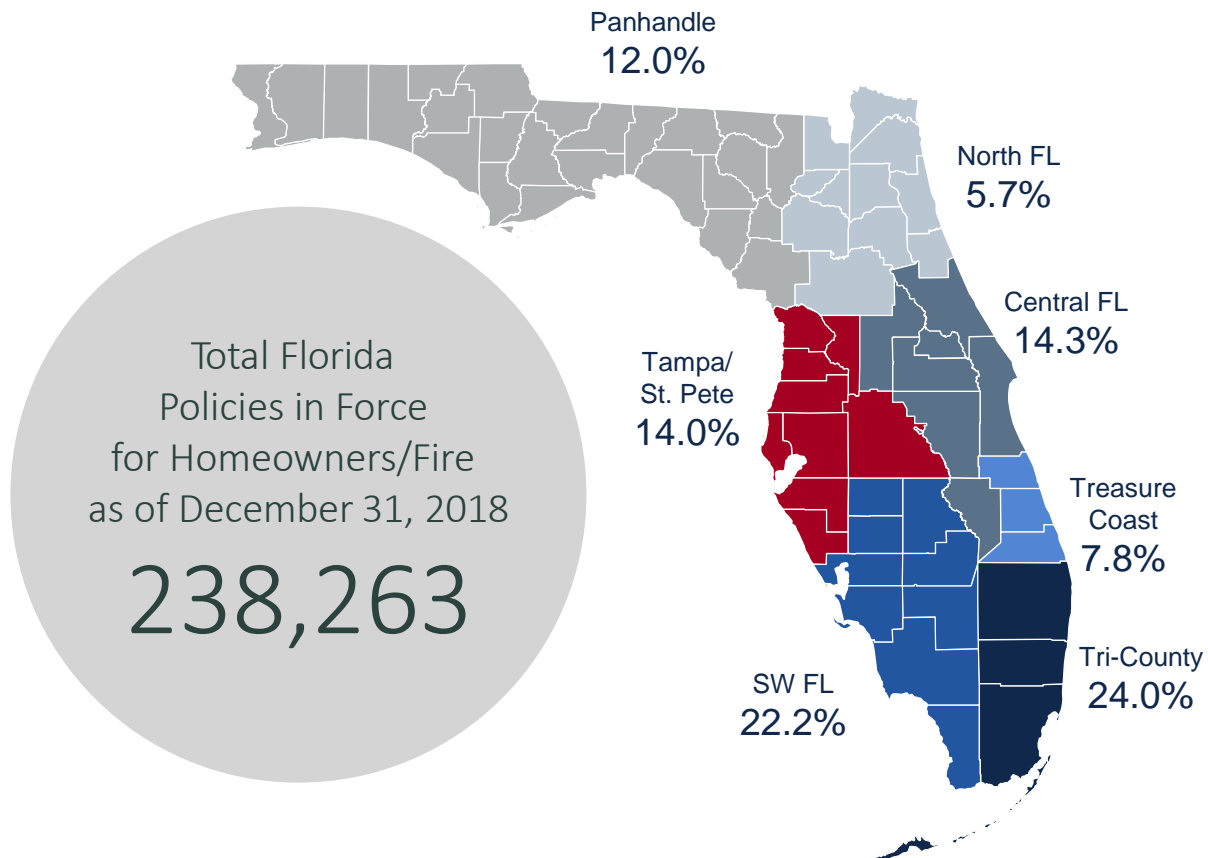 Panhandle
12.0%
North FL
5.7%
Central FL
14.3%
Tampa/
St. Pete
14.0%
Total Florida
Policies in Force
for Homeowners/Fire
as of December 31, 2018
238,263
Treasure
Coast
7.8%
Tri-County
24.0%
SW FL
22.2%